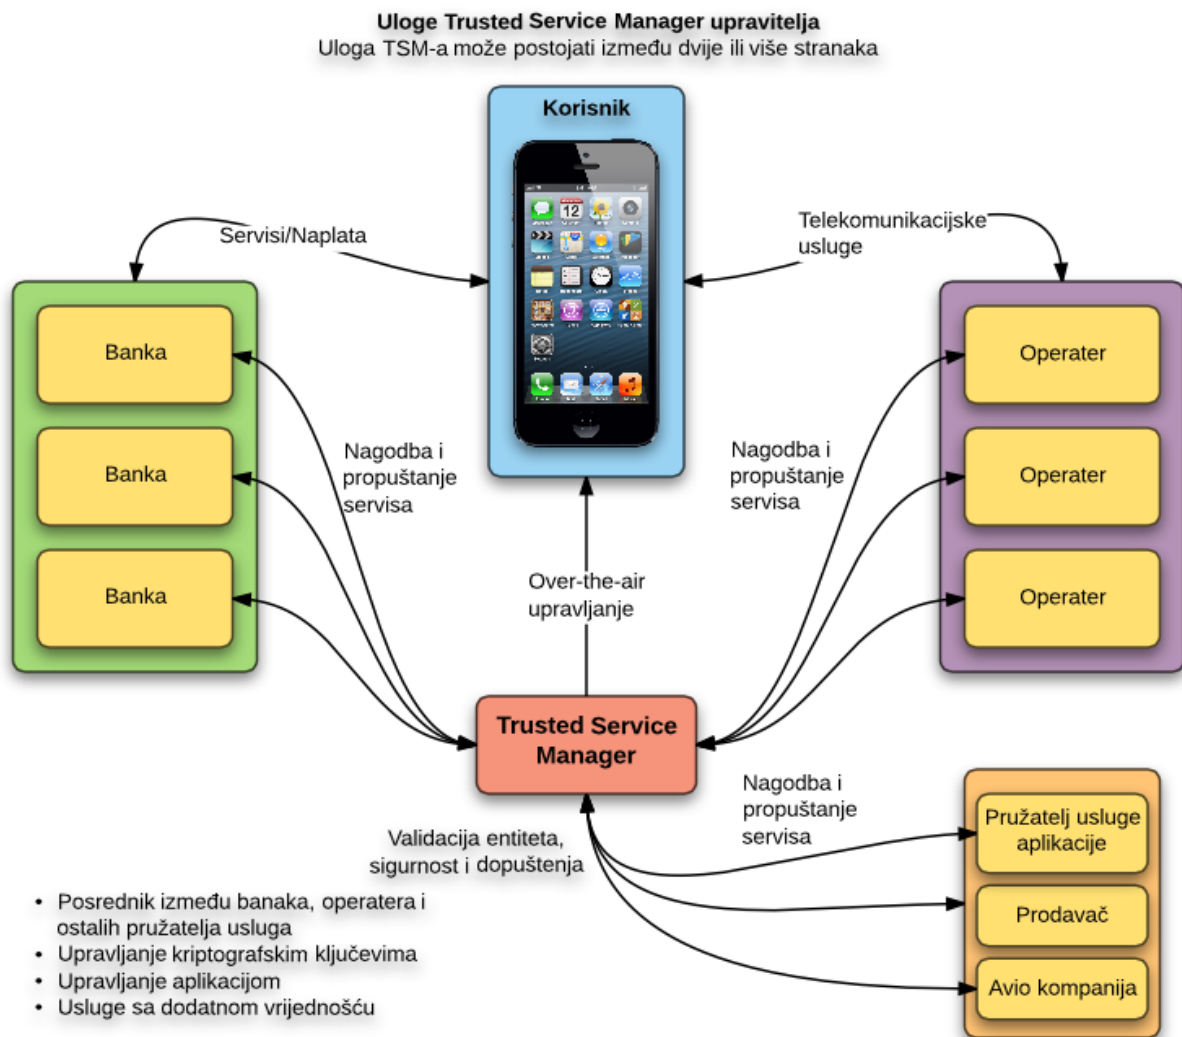 Uloge Trusted Service Manager upravitelja
Uloga TSM-a može postojati između dvije ili više stranaka
Korisnik
12
Servisi/Naplata
Telekomunikacijske
usluge
Banka
Banka
Banka
Operater
Operater
Operater
Nagodba i
propuštanje
servisa
Nagodba i
propuštanje
servisa
Over-the-air
upravljanje
Trusted Service
Manager
Nagodba i
propuštanje
servisa
Validacija entiteta,
sigurnost i dopuštenja
Pružatelj usluge
aplikacije
Prodavač
Avio kompanija
• Posrednik između banaka, operatera i
ostalih pružatelja usluga
• Upravljanje kriptografskim ključevima
• Upravljanje aplikacijom
• Usluge sa dodatnom vrijednošću